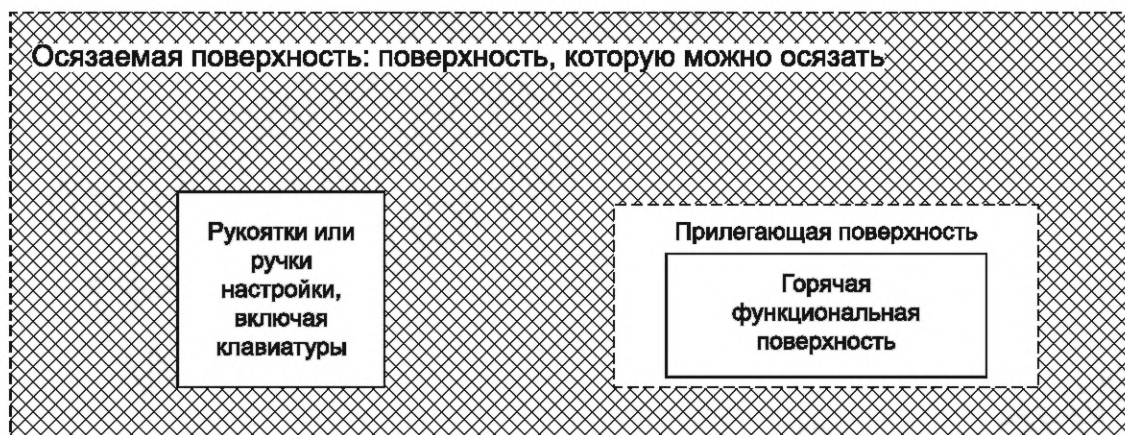 Осязаемая поверхность: поверхность, которую можно осязать
Рукоятки или
ручки
настройки,
включая
клавиатуры
Прилегающая поверхность
Горячая
функциональная
поверхность